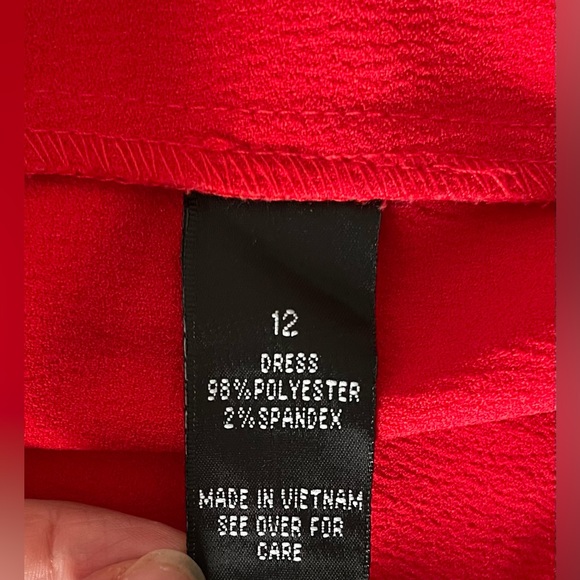 12
DRESS
98%POLYESTER
2%SPANDEX
MADE IN VIETNAM
SEE OVER FOR
CARE